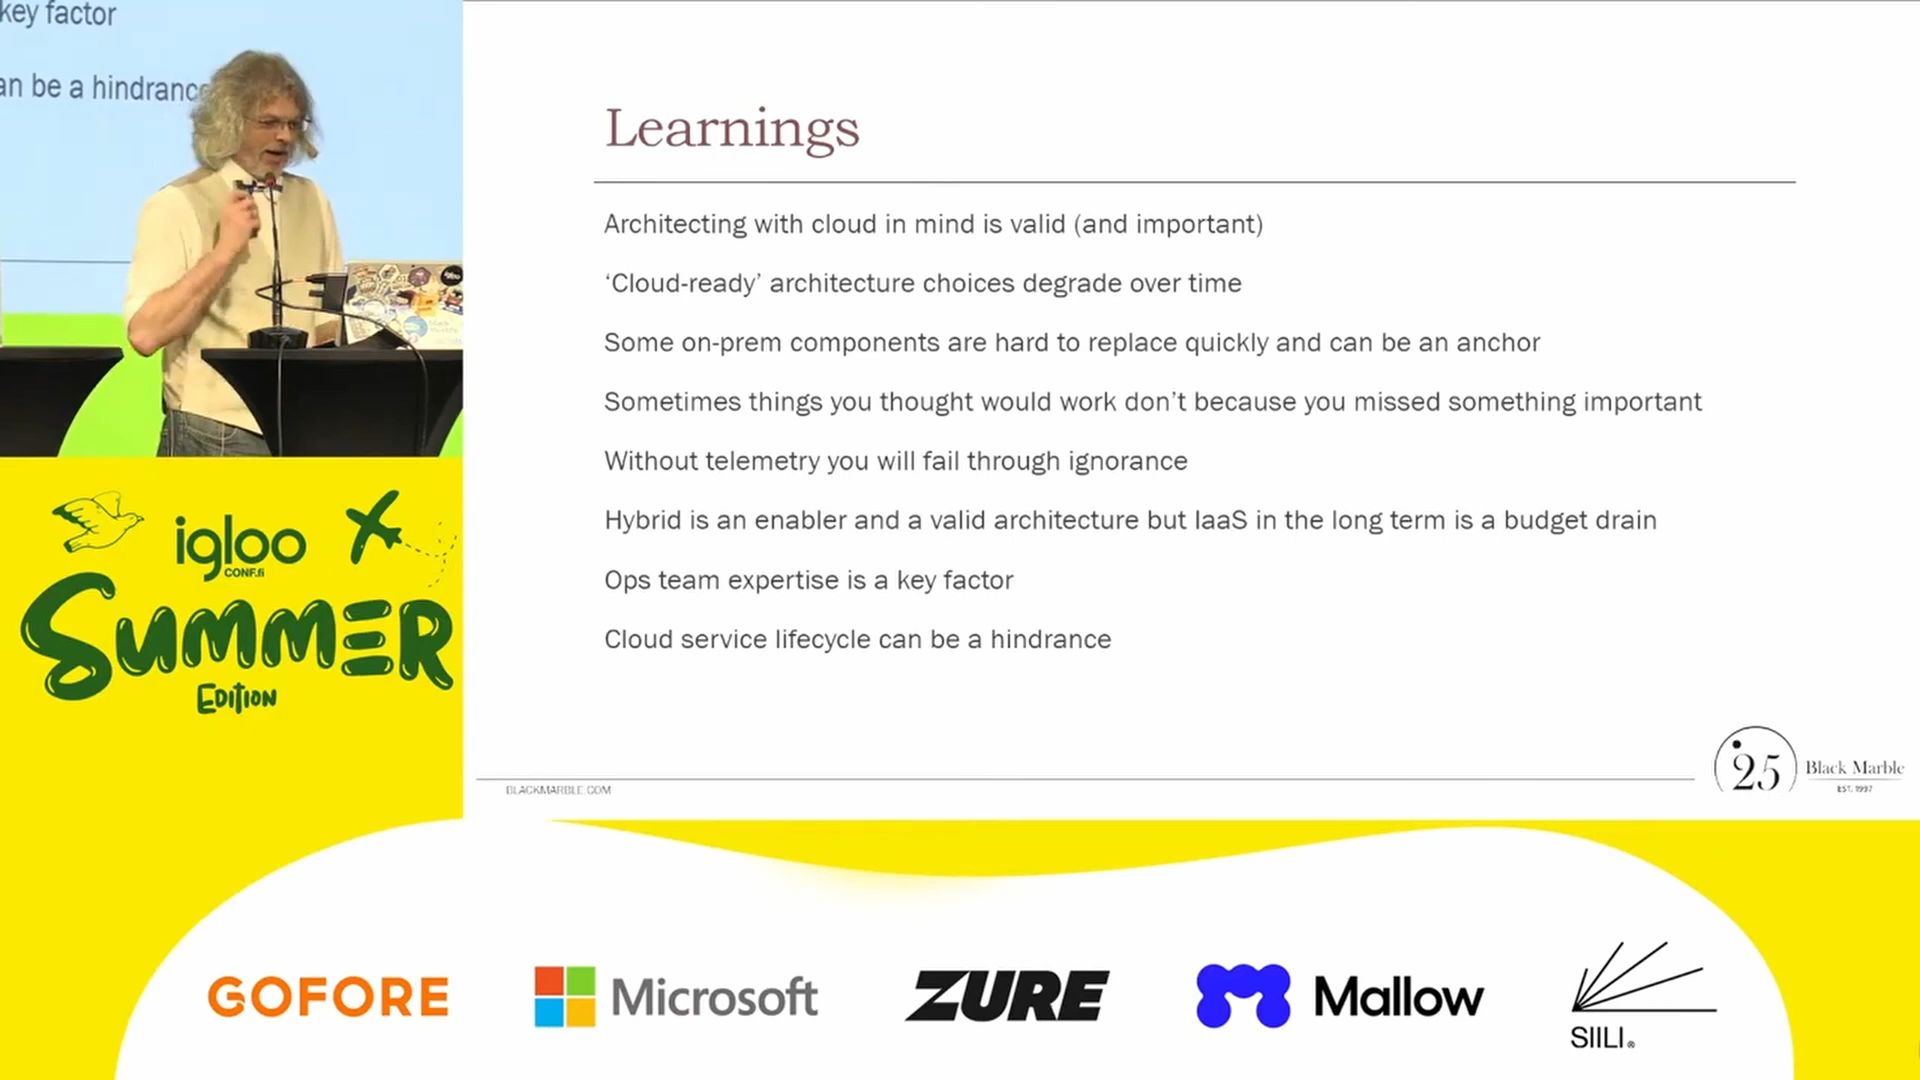 key factor
an be a hindrance
igloo
CONF.fi
SUMMER
EDITION
Learnings
Architecting with cloud in mind is valid (and important)
‘Cloud-ready’ architecture choices degrade over time
Some on-prem components are hard to replace quickly and can be an anchor
Sometimes things you thought would work don’t because you missed something important
Without telemetry you will fail through ignorance
Hybrid is an enabler and a valid architecture but IaaS in the long term is a budget drain
Ops team expertise is a key factor
Cloud service lifecycle can be a hindrance
BLACKMARBLE.COM
25
Black Marble
EST. 1997
GOFORE
Microsoft
ZURE
Mallow
SIILI®